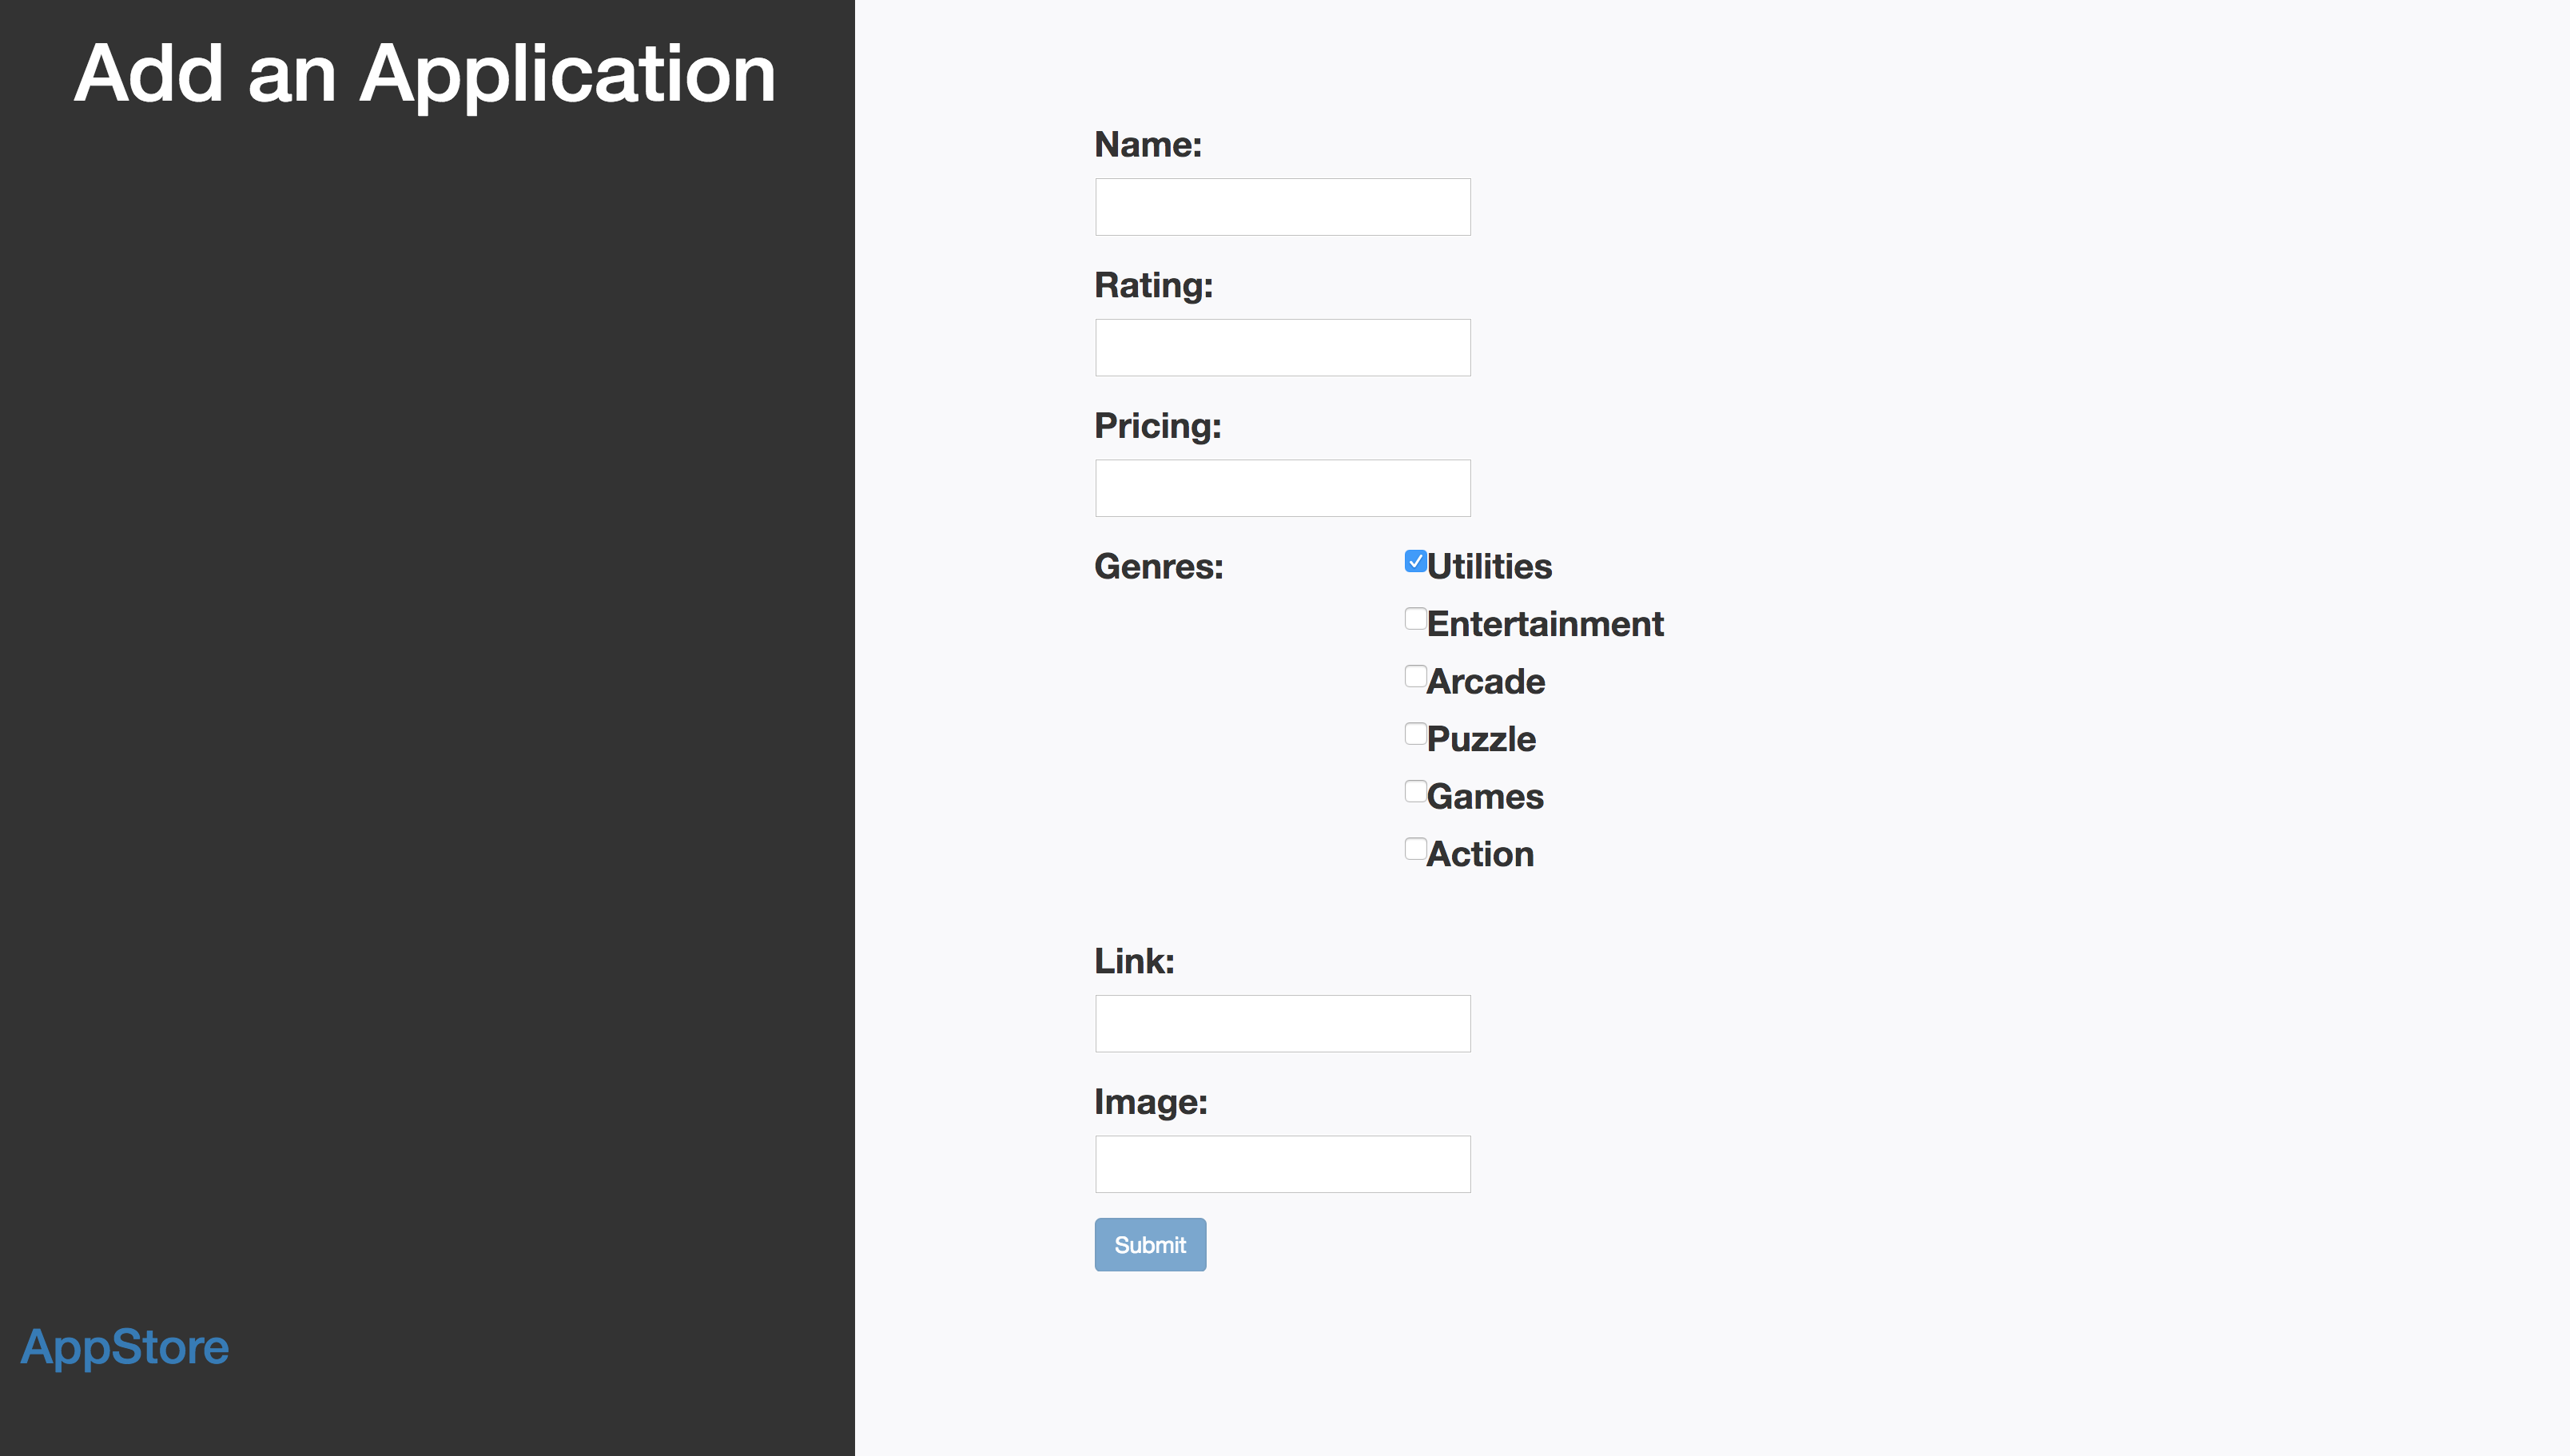 Add an Application
Name:
Rating:
Pricing:
Genres:
Utilities
Entertainment
Arcade
Puzzle
Games
Action
Link:
Image:
Submit
AppStore